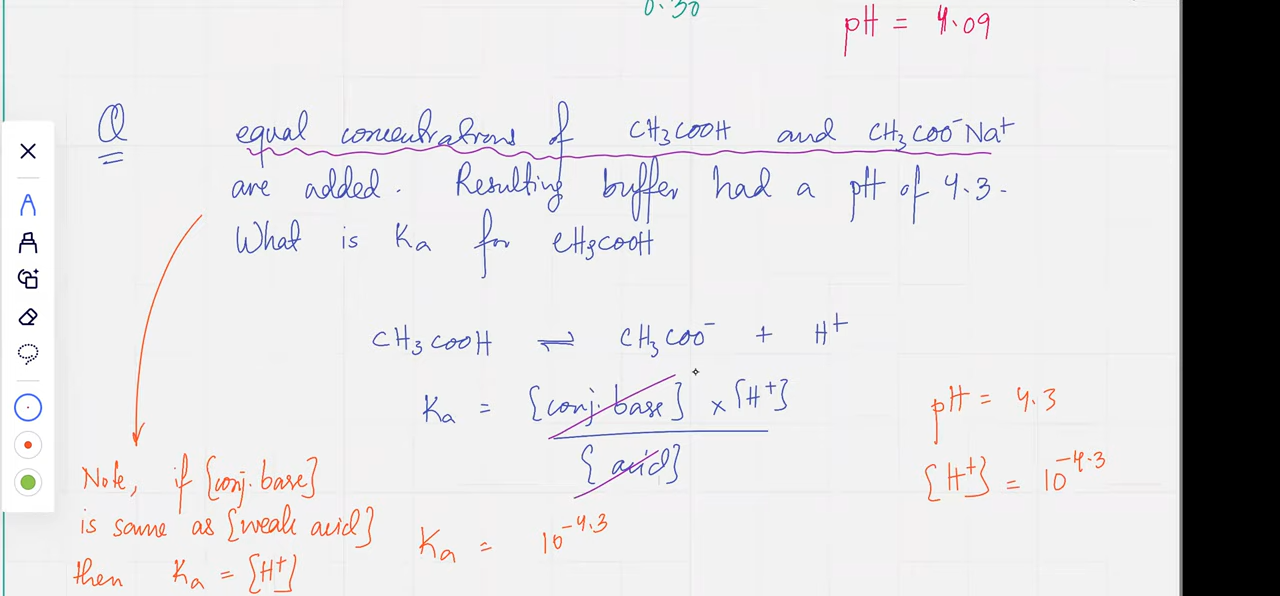 0.30
pH = 4.09
Q equal concentrations of CH3COOH and CH3COO⁻Na⁺
are added. Resulting buffer had a pH of 4.3.
What is Ka for CH3COOH
CH3COOH ⇌ CH3COO⁻ + H⁺
Ka = [conj. base] × [H⁺]
[acid]
pH = 4.3
[H⁺] = 10^-4.3
Note, if [conj. base]
is same as [weak acid]
then Ka = [H⁺]
Ka = 10^-4.3